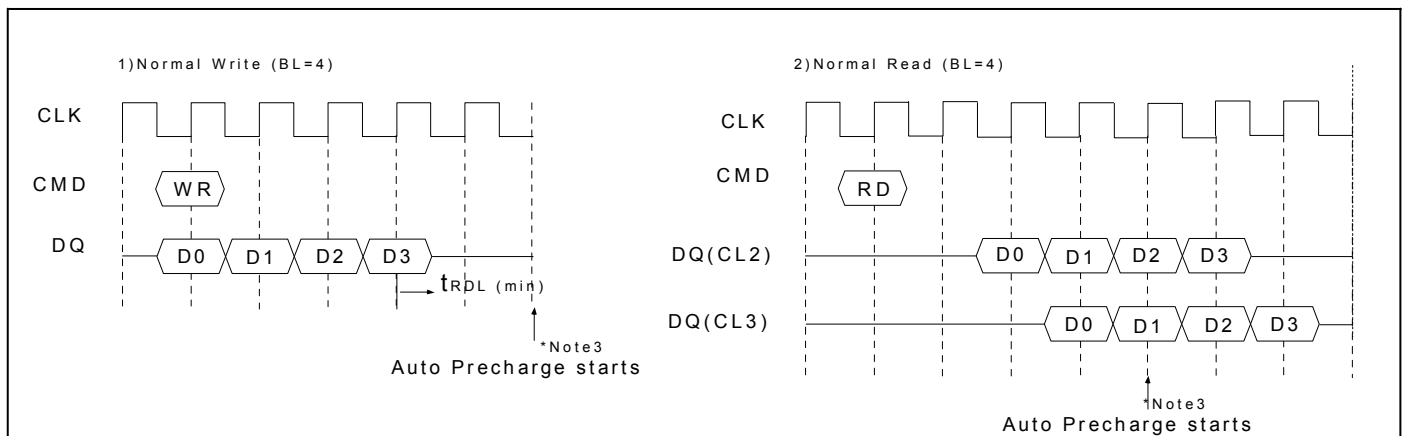 1)Normal Write (BL=4)
CLK
CMD
WR
DQ
D0 D1 D2 D3
tRDL (min)
*Note3
Auto Precharge starts
2)Normal Read (BL=4)
CLK
CMD
RD
DQ(CL2)
D0 D1 D2 D3
DQ(CL3)
D0 D1 D2 D3
*Note3
Auto Precharge starts